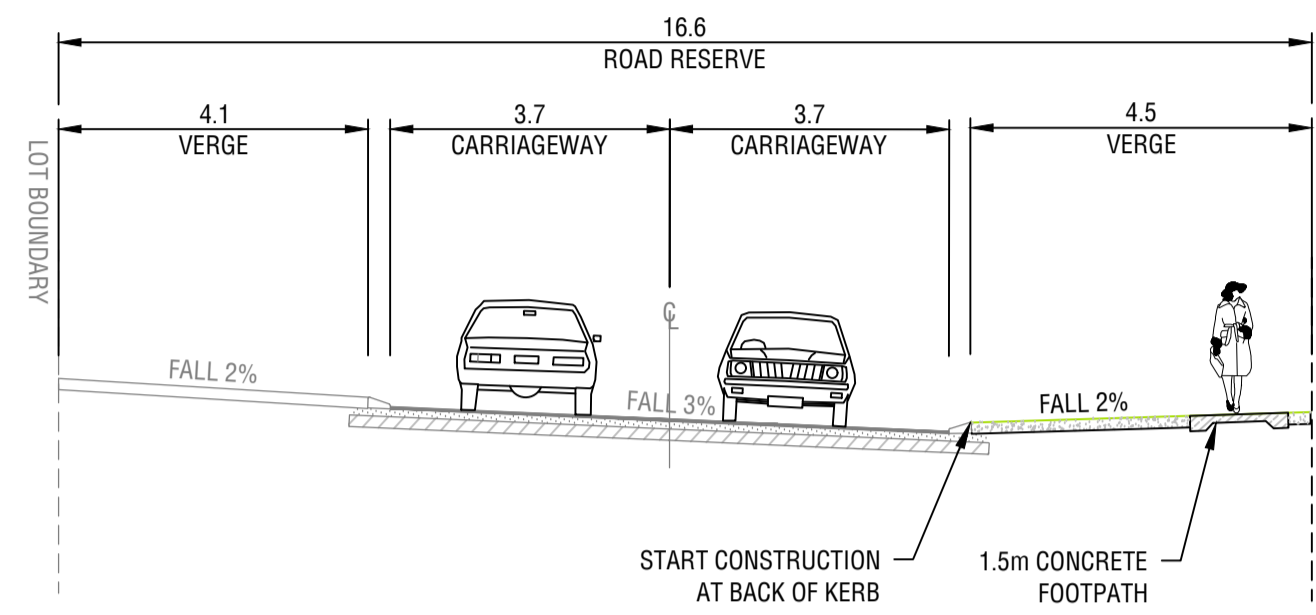 16.6
ROAD RESERVE
4.1
VERGE
3.7
CARRIAGEWAY
3.7
CARRIAGEWAY
4.5
VERGE
LOT BOUNDARY
℄
FALL 2%
FALL 3%
FALL 2%
START CONSTRUCTION
AT BACK OF KERB
1.5m CONCRETE
FOOTPATH